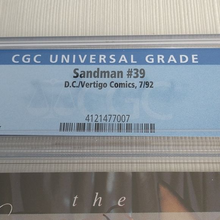 CGC UNIVERSAL GRADE
Sandman #39
D.C./Vertigo Comics, 7/92
4121477007
the